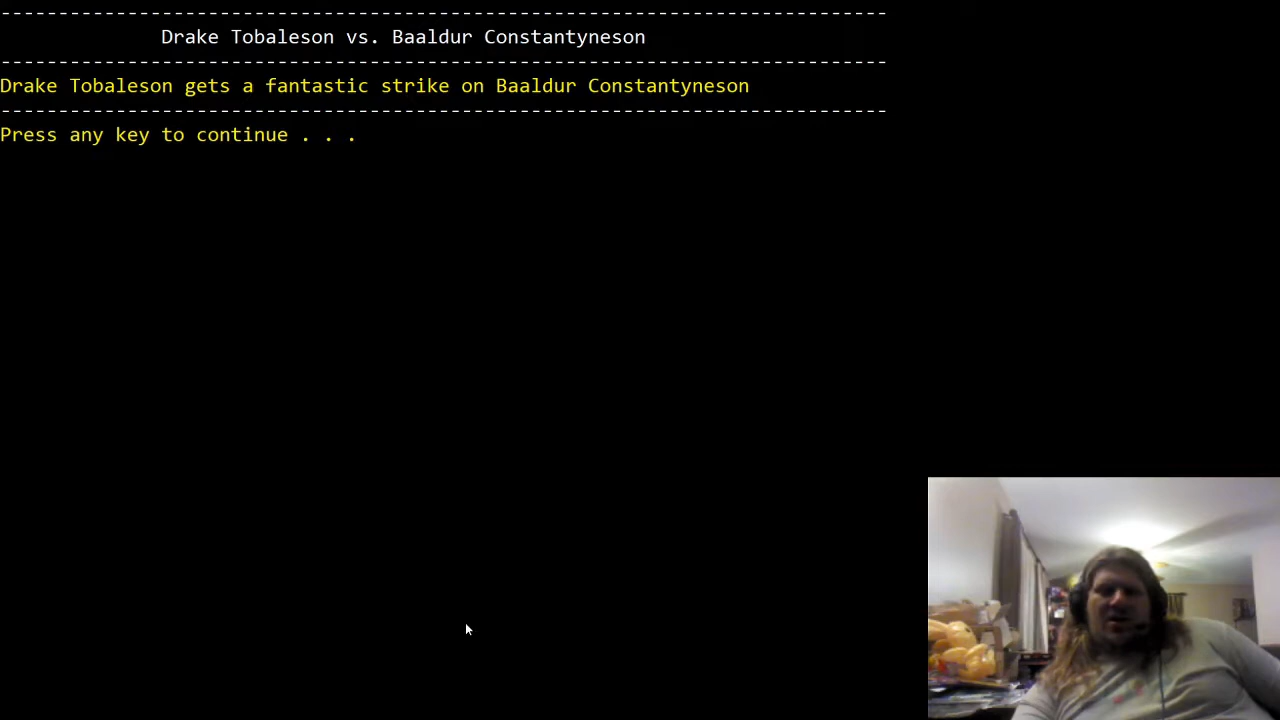 --------------------------------------------------------------------------------
Drake Tobaleson vs. Baaldur Constantyneson
--------------------------------------------------------------------------------
Drake Tobaleson gets a fantastic strike on Baaldur Constantyneson
--------------------------------------------------------------------------------
Press any key to continue . . .